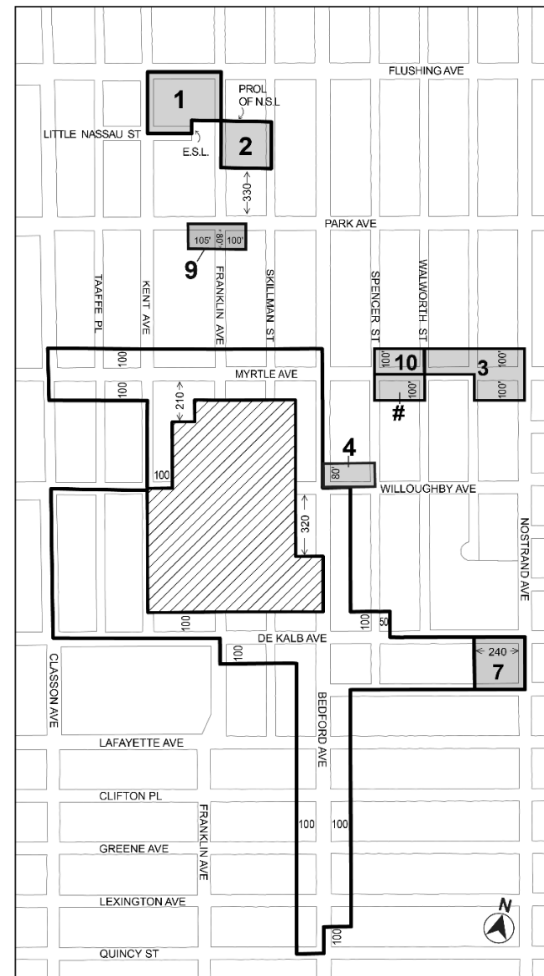 FLUSHING AVE
1
PROL
OF N.S.L
LITTLE NASSAU ST
E.S.L.
2
330
PARK AVE
105'
80'
100'
9
TAAFFE PL
KENT AVE
FRANKLIN AVE
SKILLMAN ST
SPENCER ST
WALWORTH ST
100
MYRTLE AVE
100
210
100'
10
100'
3
100'
100'
#
4
80'
100
WILLOUGHBY AVE
320
NOSTRAND AVE
100
100
50
DE KALB AVE
100
240
7
CLASSON AVE
BEDFORD AVE
LAFAYETTE AVE
CLIFTON PL
FRANKLIN AVE
100
100
GREENE AVE
LEXINGTON AVE
100
QUINCY ST
N